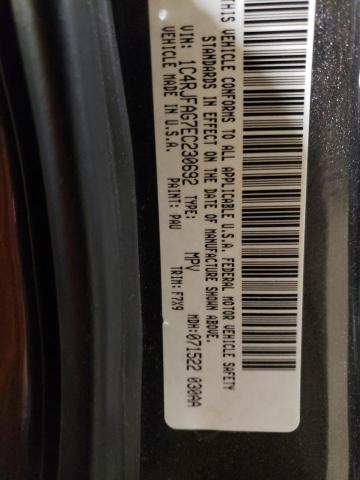 THIS VEHICLE CONFORMS TO ALL APPLICABLE U.S.A. FEDERAL MOTOR VEHICLE SAFETY
STANDARDS IN EFFECT ON THE DATE OF MANUFACTURE SHOWN ABOVE.
VIN: 1C4RJFAG7EC230692 TYPE: MPV MDH:071522 030AA
VEHICLE MADE IN U.S.A. PAINT: PAU TRIM:F7X9